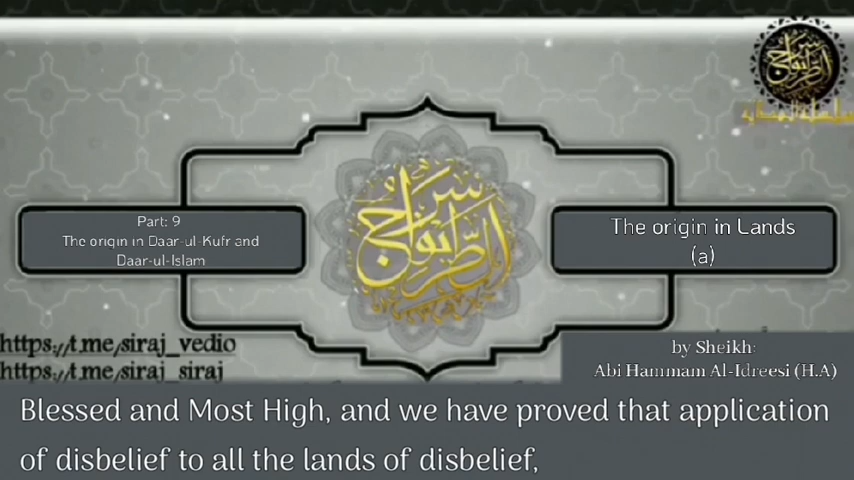 Part: 9
The origin in Daar-ul-Kufr and
Daar-ul-Islam
The origin in Lands
(a)
سراج الطريق
https://t.me/siraj_vedio
https://t.me/siraj_siraj
by Sheikh:
Abi Hammam Al-Idreesi (H.A)
Blessed and Most High, and we have proved that application
of disbelief to all the lands of disbelief,